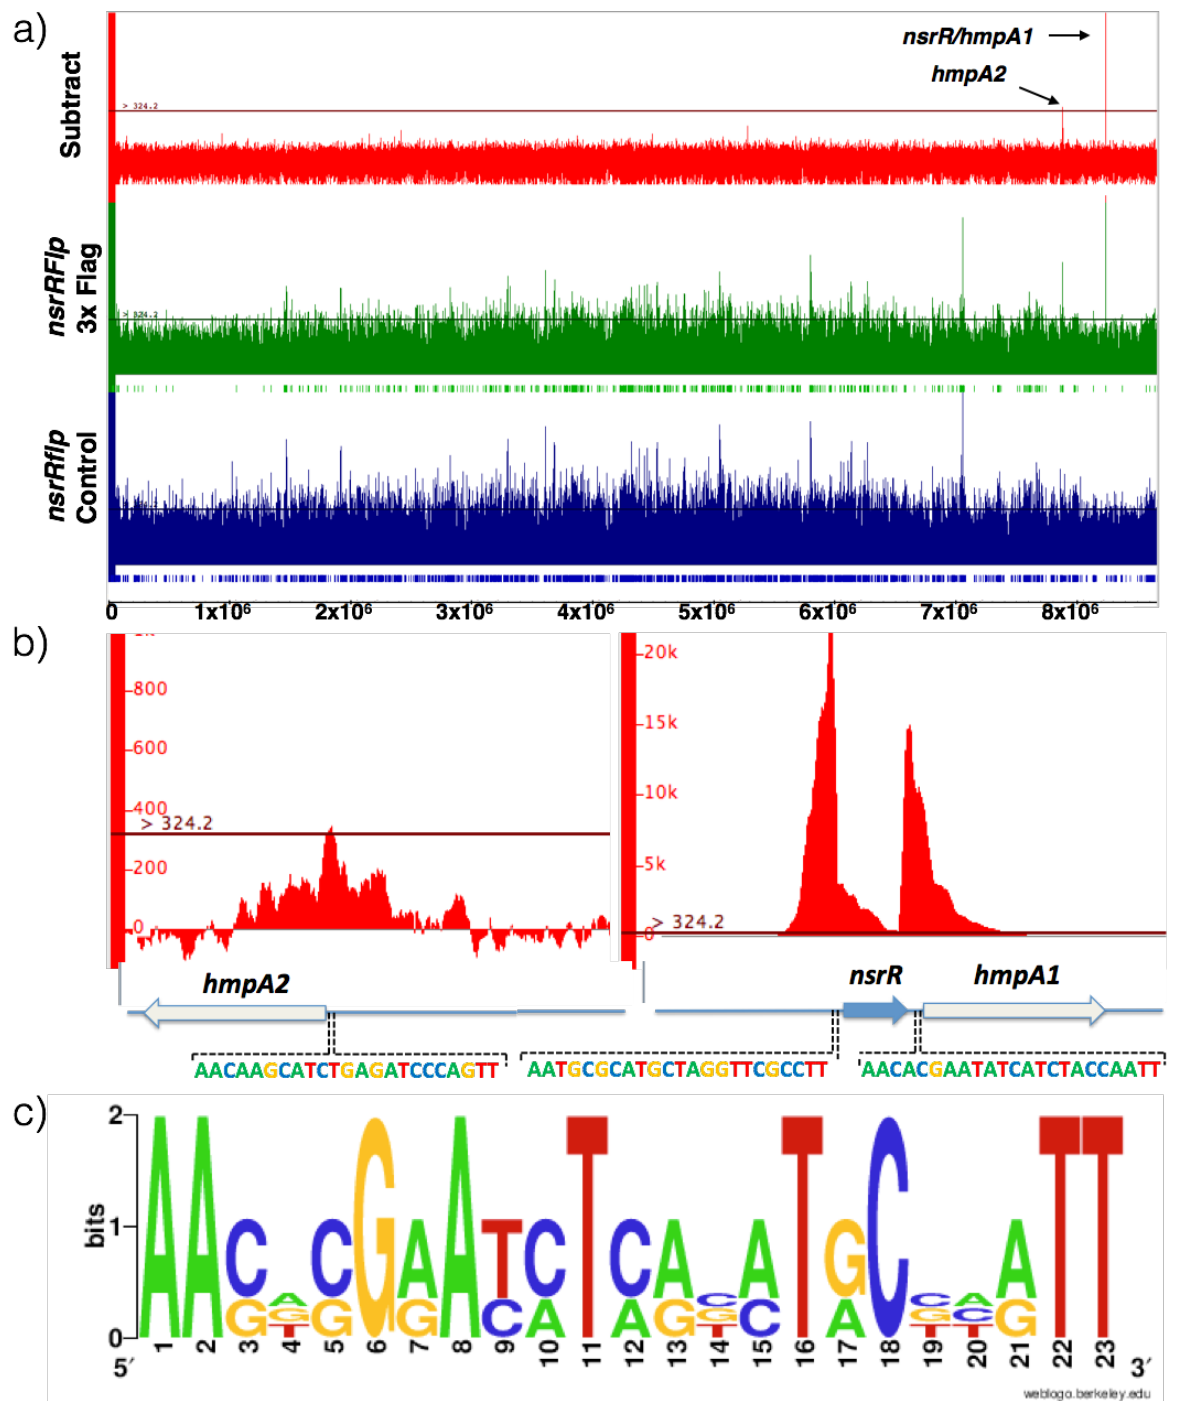 a)
Subtract
nsrR/hmpA1
hmpA2
> 324.2
nsrRFlp
3x Flag
> 324.2
nsrRflp
Control
0 1x10⁶ 2x10⁶ 3x10⁶ 4x10⁶ 5x10⁶ 6x10⁶ 7x10⁶ 8x10⁶
b)
800
600
400
> 324.2
200
0
20k
15k
10k
5k
> 324.2
0
hmpA2
nsrR
hmpA1
AACAAGCATCTGAGATCCCAGTT
AATGCGCATGCTAGGTTCGCCTT
AACACGAATATCATCTACCAATT
c)
bits
2
1
0
5′ 1 2 3 4 5 6 7 8 9 10 11 12 13 14 15 16 17 18 19 20 21 22 23 3′
weblogo.berkeley.edu